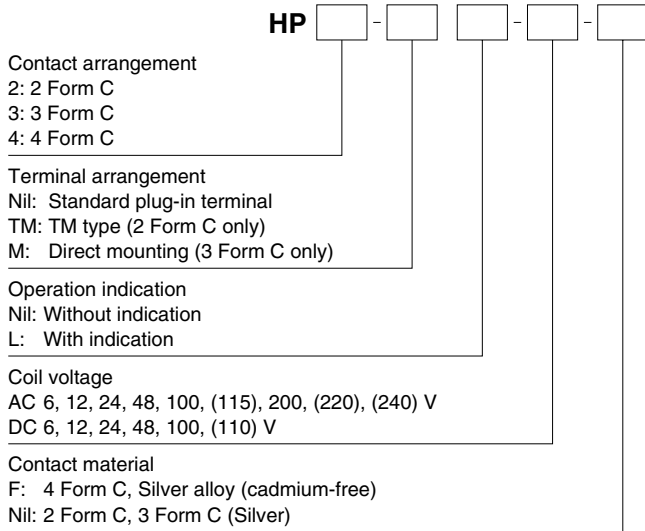 HP - - -
Contact arrangement
2: 2 Form C
3: 3 Form C
4: 4 Form C
Terminal arrangement
Nil: Standard plug-in terminal
TM: TM type (2 Form C only)
M: Direct mounting (3 Form C only)
Operation indication
Nil: Without indication
L: With indication
Coil voltage
AC 6, 12, 24, 48, 100, (115), 200, (220), (240) V
DC 6, 12, 24, 48, 100, (110) V
Contact material
F: 4 Form C, Silver alloy (cadmium-free)
Nil: 2 Form C, 3 Form C (Silver)